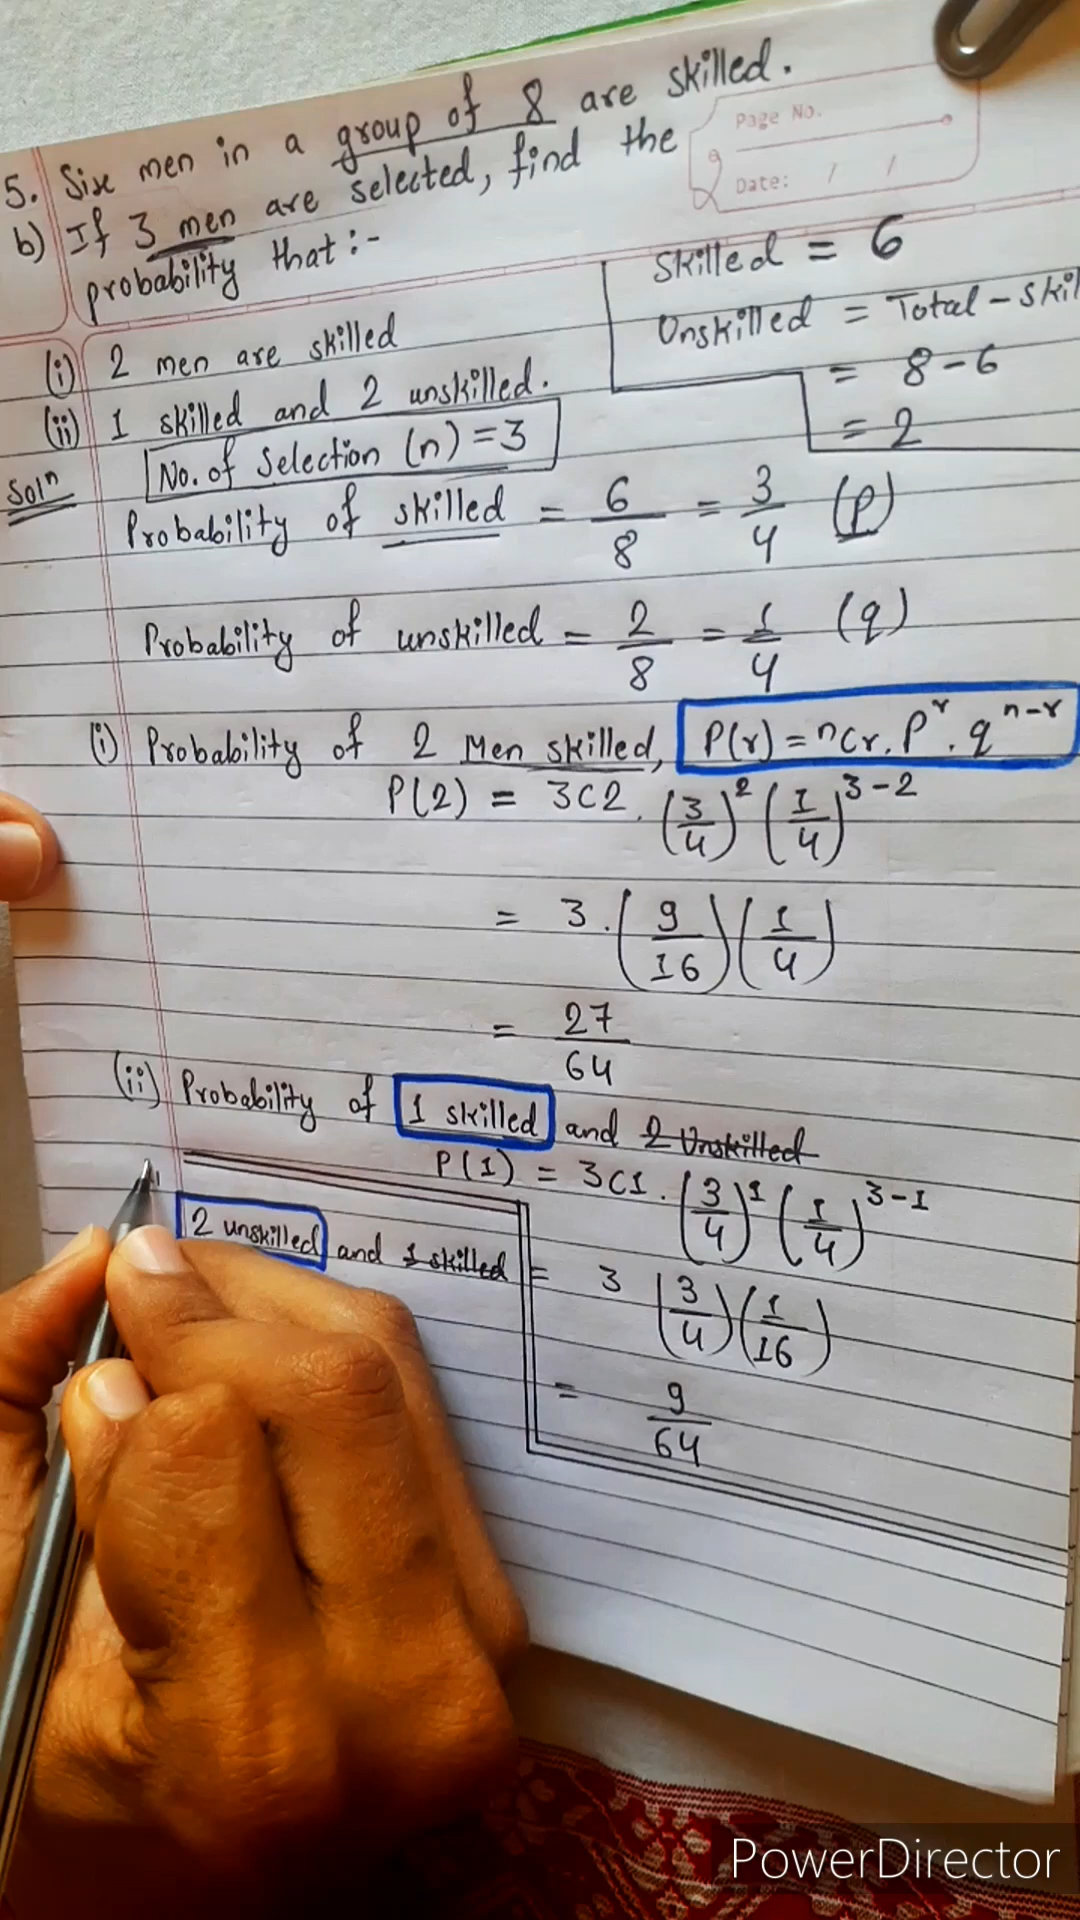 5. Six men in a group of 8 are skilled.
b) If 3 men are selected, find the
probability that :-
Page No.
Date: / /
(i) 2 men are skilled
(ii) 1 skilled and 2 unskilled.
Skilled = 6
Unskilled = Total - Skil
= 8 - 6
= 2
Solⁿ
No. of Selection (n) = 3
Probability of skilled = 6/8 = 3/4 (p)
Probability of unskilled = 2/8 = 1/4 (q)
(i) Probability of 2 Men skilled, P(r) = ⁿCr. P^r. q^(n-r)
P(2) = 3C2. (3/4)^2 (1/4)^(3-2)
= 3. (9/16) (1/4)
= 27/64
(ii) Probability of 1 skilled and 2 Unskilled
P(1) = 3C1. (3/4)^1 (1/4)^(3-1)
= 3 (3/4) (1/16)
= 9/64
2 unskilled and 1 skilled
PowerDirector